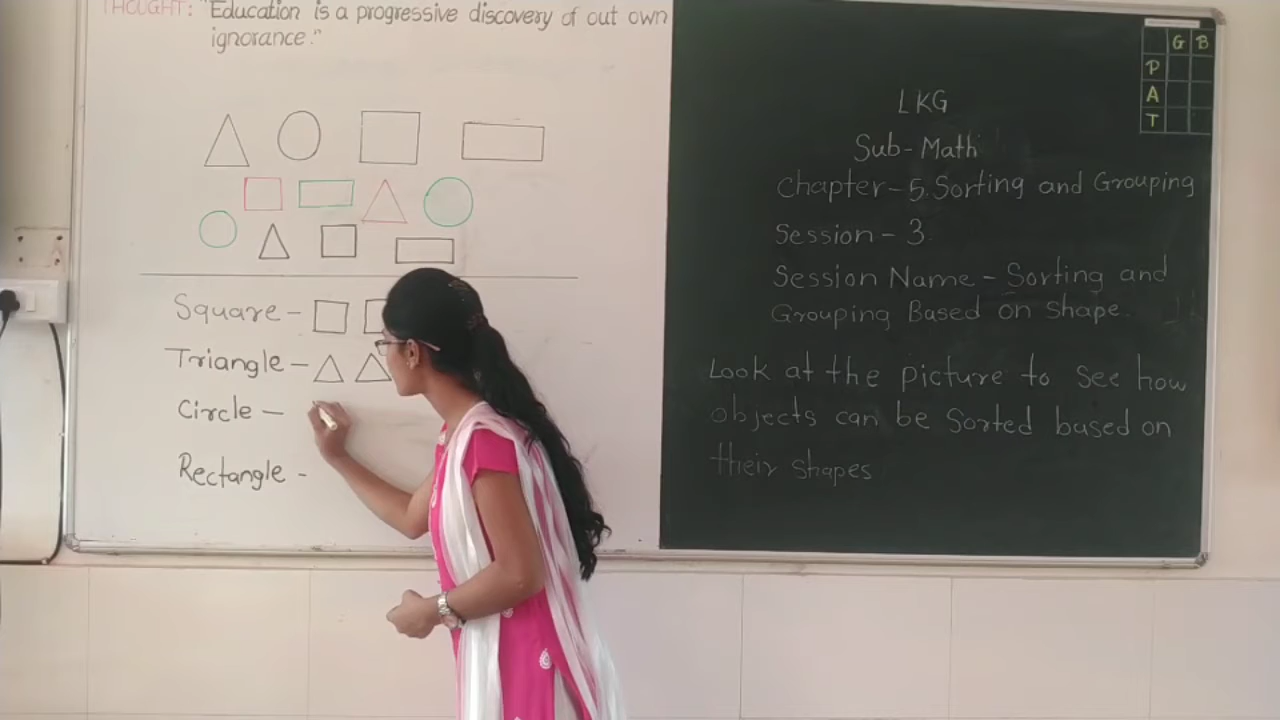 THOUGHT: "Education is a progressive discovery of out own
ignorance."
Square -
Triangle -
Circle -
Rectangle -
G B
P
A
T
LKG
Sub- Math
Chapter- 5. Sorting and Grouping
Session - 3
Session Name - Sorting and
Grouping Based on shape.
Look at the picture to see how
objects can be Sorted based on
their shapes